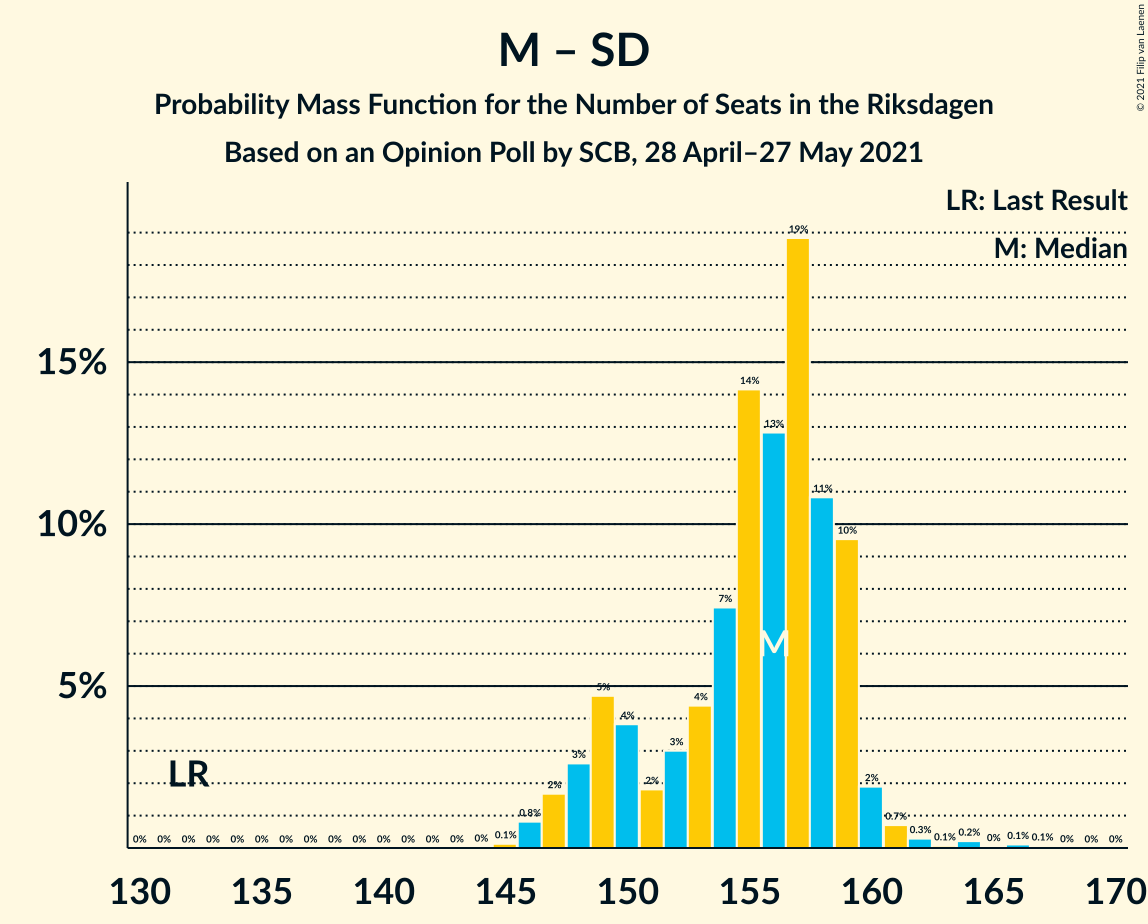 © 2021 Filip van Laenen
M – SD
Probability Mass Function for the Number of Seats in the Riksdagen
Based on an Opinion Poll by SCB, 28 April–27 May 2021
LR: Last Result
M: Median
19%
15%
14%
13%
11%
10%
10%
7%
M
5%
5%
4%
4%
3%
3%
2%
2%
2%
LR
0% 0% 0% 0% 0% 0% 0% 0% 0% 0% 0% 0% 0% 0% 0% 0.1% 0.8% 0.7% 0.3% 0.1% 0.2% 0% 0.1% 0.1% 0% 0% 0%
130 135 140 145 150 155 160 165 170